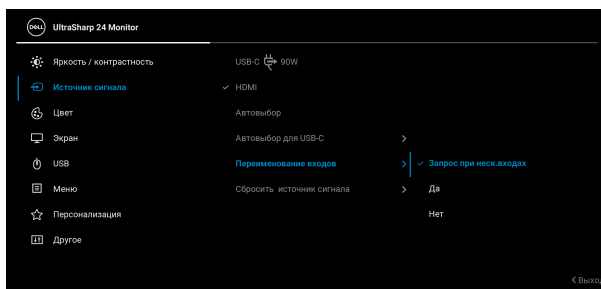 DELL UltraSharp 24 Monitor
Яркость / контрастность
USB-C 90W
Источник сигнала
HDMI
Цвет
Автовыбор
Экран
Автовыбор для USB-C
USB
Переименование входов
Запрос при неск.входах
Меню
Сбросить источник сигнала
Да
Персонализация
Нет
Другое